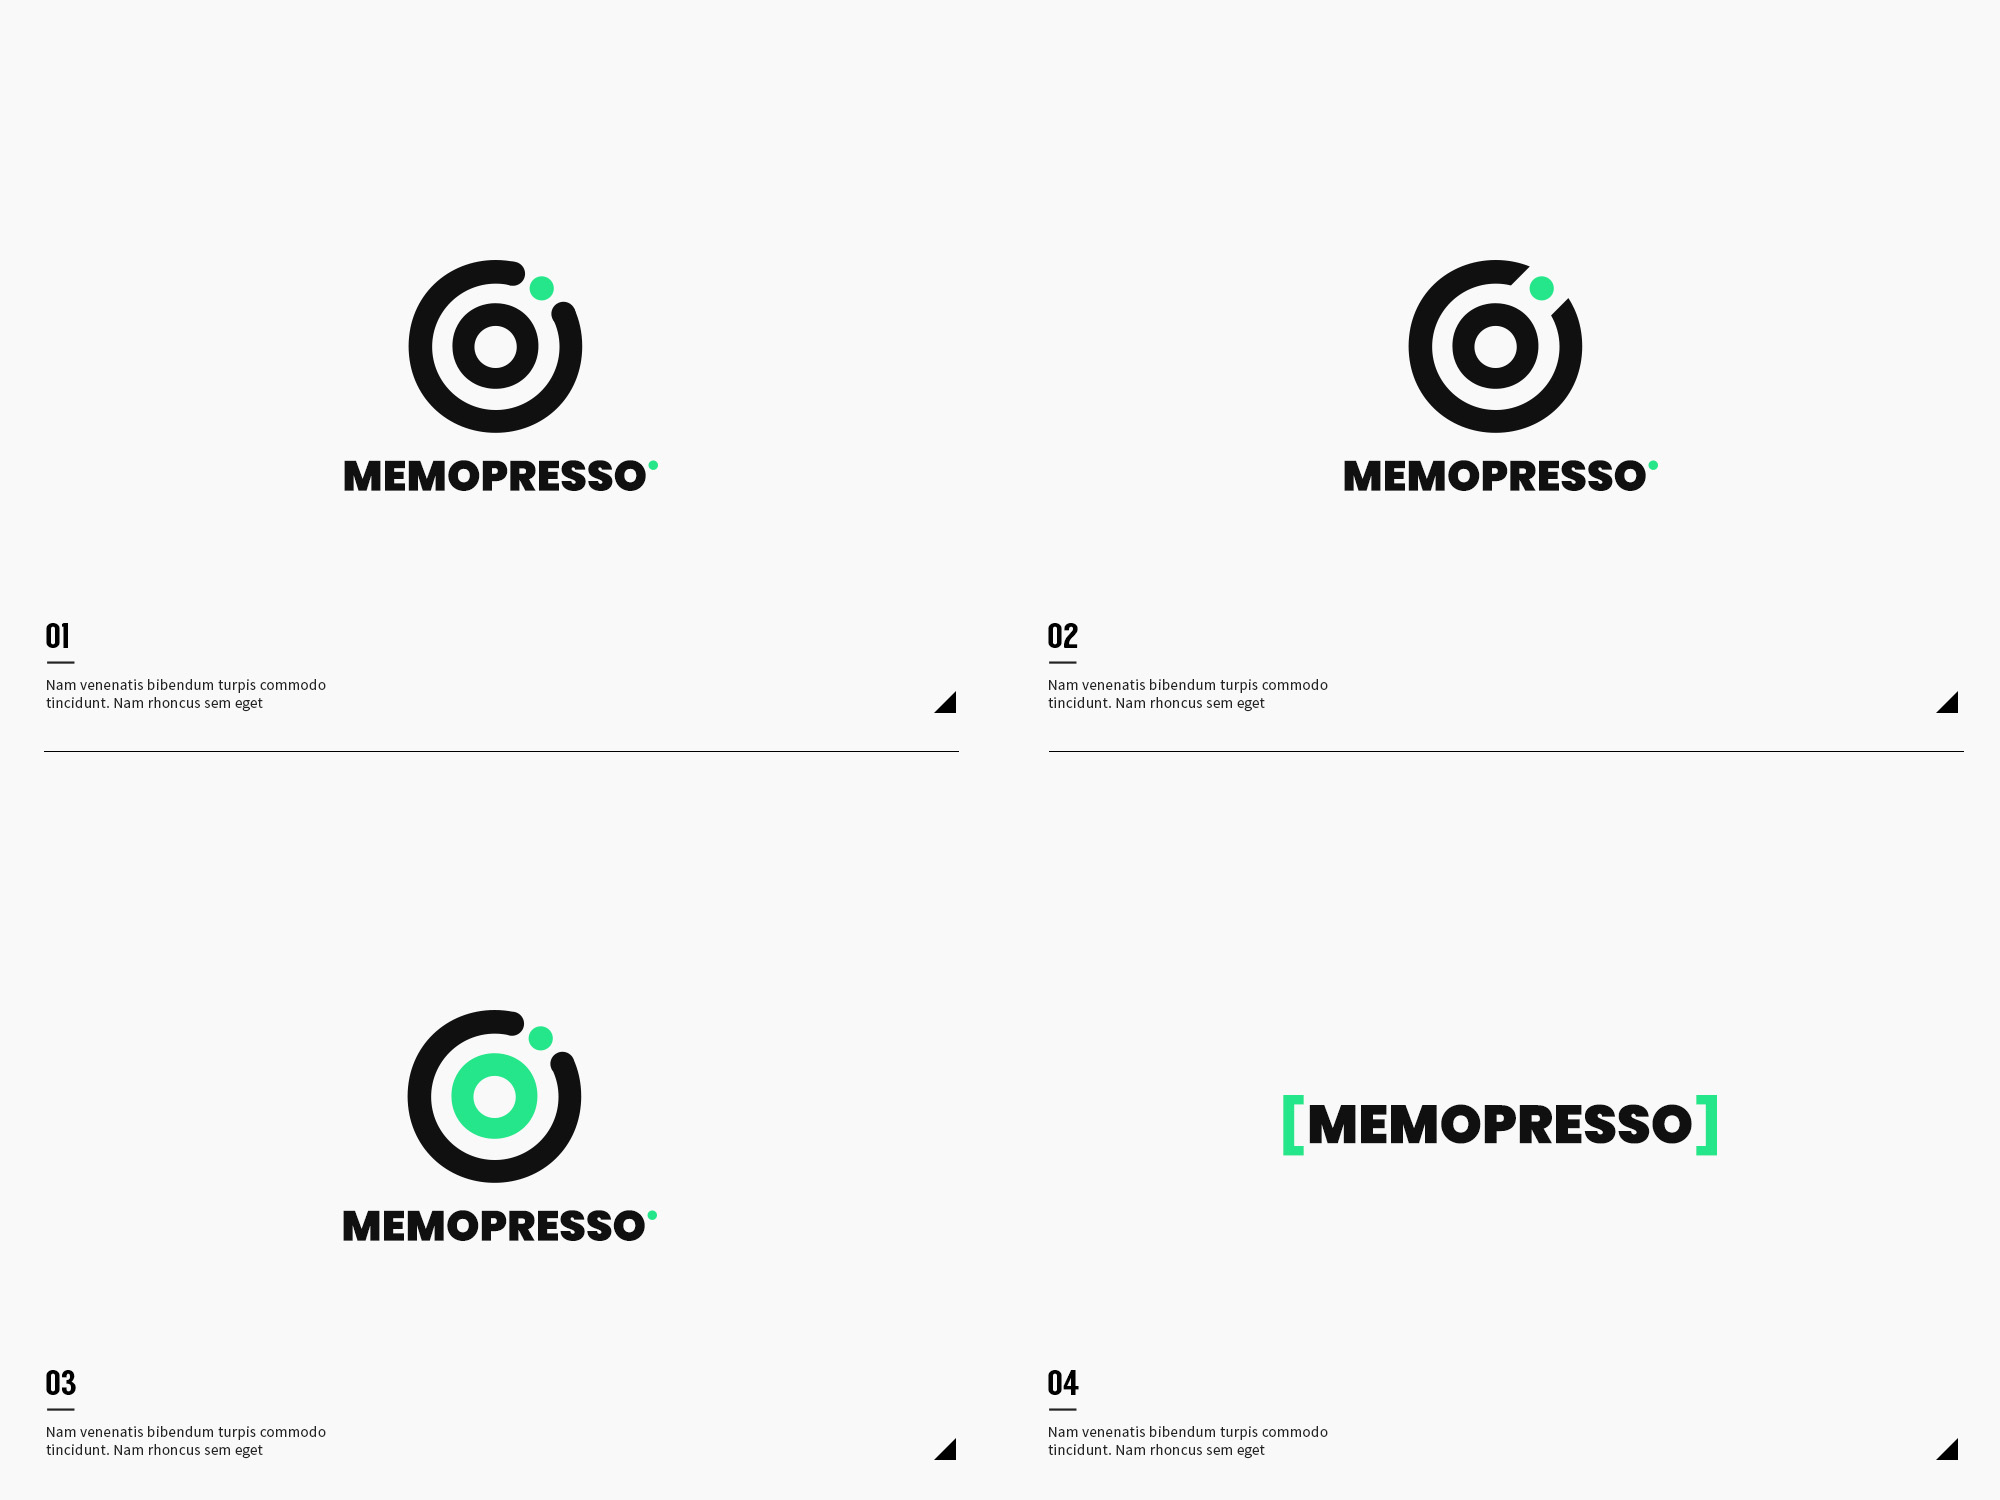 MEMOPRESSO
01
Nam venenatis bibendum turpis commodo
tincidunt. Nam rhoncus sem eget
MEMOPRESSO
02
Nam venenatis bibendum turpis commodo
tincidunt. Nam rhoncus sem eget
MEMOPRESSO
03
Nam venenatis bibendum turpis commodo
tincidunt. Nam rhoncus sem eget
[MEMOPRESSO]
04
Nam venenatis bibendum turpis commodo
tincidunt. Nam rhoncus sem eget